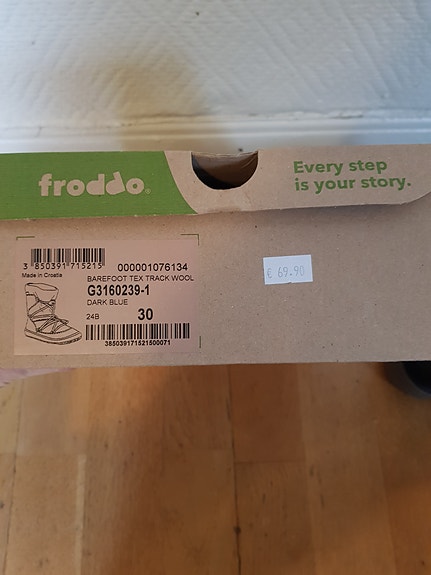 froddo®
Every step
is your story.
3 850391 715215
000001076134
Made in Croatia
BAREFOOT TEX TRACK WOOL
G3160239-1
DARK BLUE
24B
30
385039171521500071
€ 69.90